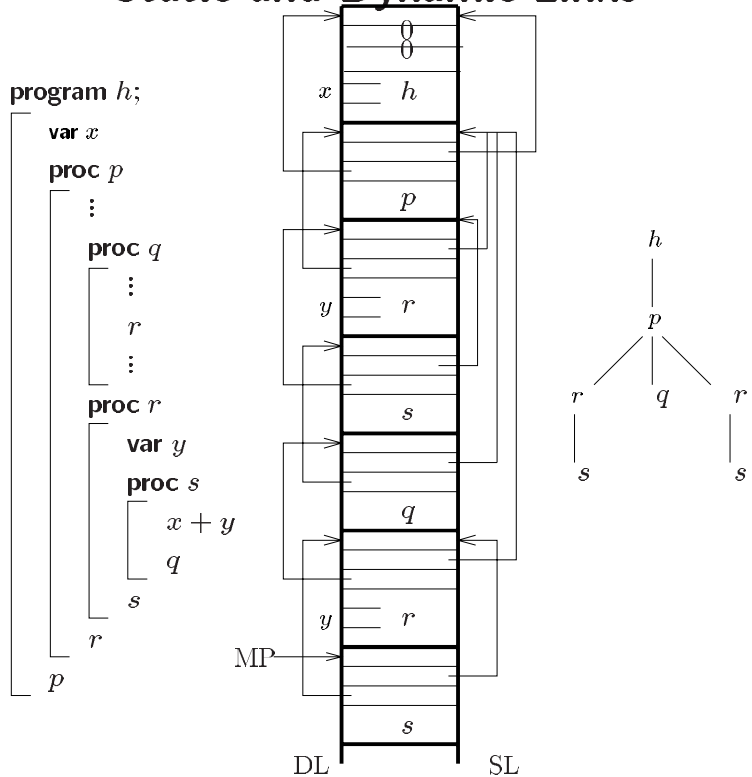 Static and Dynamic Links
program h;
var x
proc p
⋮
proc q
⋮
r
⋮
proc r
var y
proc s
x + y
q
s
r
p
0
0
x h
p
y r
s
q
y r
MP
s
DL SL
h
p
r q r
s s